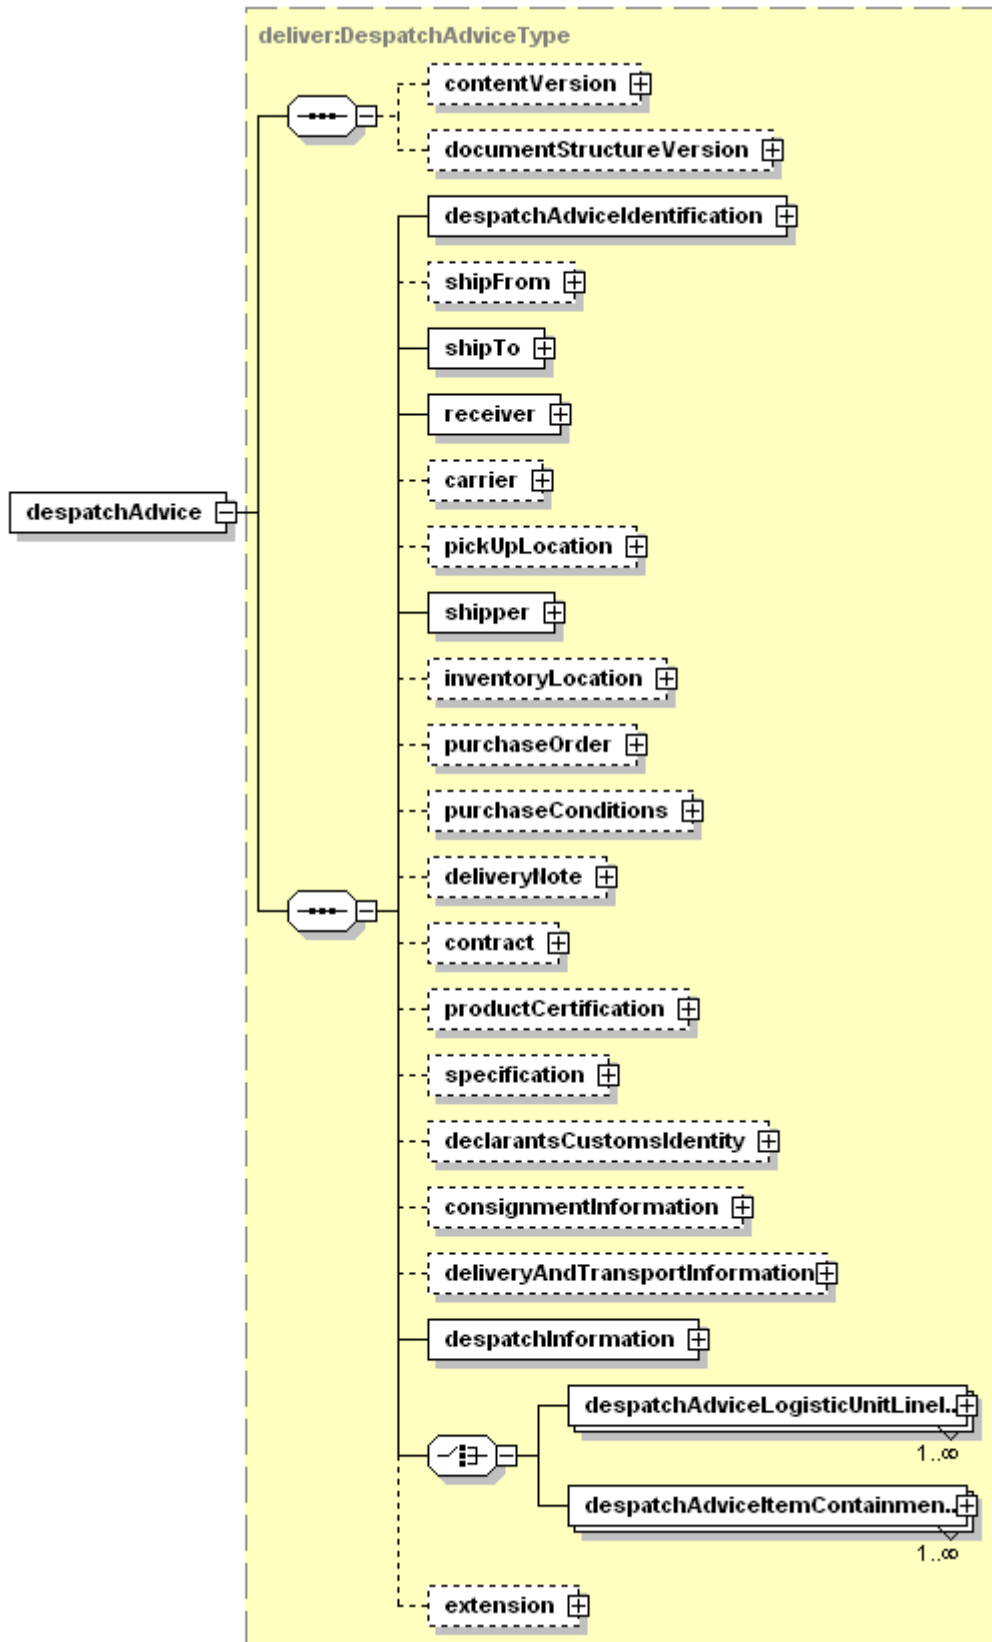 deliver:DespatchAdviceType
contentVersion
documentStructureVersion
despatchAdviceIdentification
shipFrom
shipTo
receiver
carrier
despatchAdvice
pickUpLocation
shipper
inventoryLocation
purchaseOrder
purchaseConditions
deliveryNote
contract
productCertification
specification
declarantsCustomsIdentity
consignmentInformation
deliveryAndTransportInformation
despatchInformation
despatchAdviceLogisticUnitLineI...
1..∞
despatchAdviceItemContainmen...
1..∞
extension